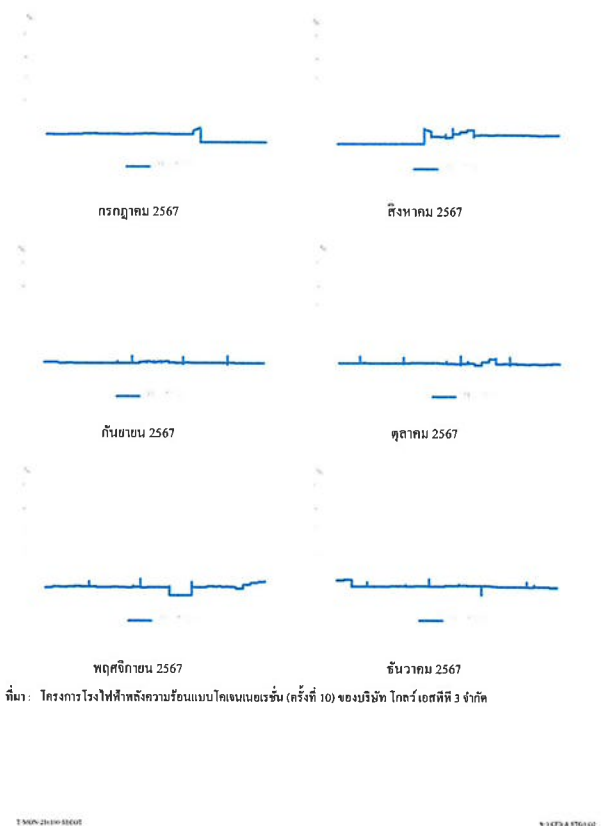 กรกฎาคม 2567
สิงหาคม 2567
กันยายน 2567
ตุลาคม 2567
พฤศจิกายน 2567
ธันวาคม 2567
ที่มา : โครงการโรงไฟฟ้าพลังความร้อนแบบโคเจนเนอเรชั่น (ครั้งที่ 10) ของบริษัท โกลว์ เอสพีพี 3 จำกัด